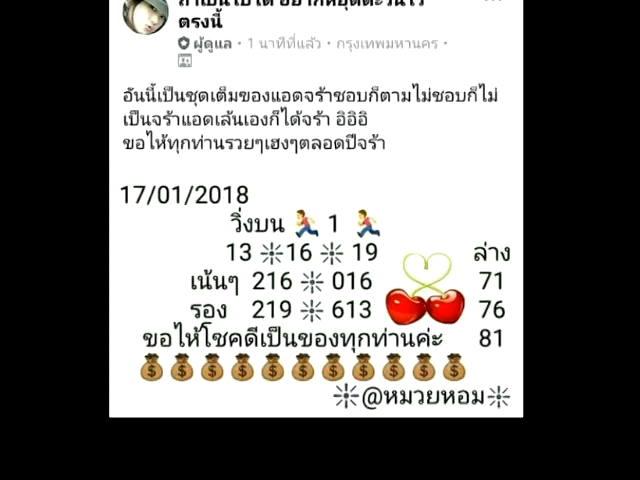 ตรงนี้
ผู้ดูแล · 1 นาทีที่แล้ว · กรุงเทพมหานคร ·
อันนี้เป็นชุดเต็มของแอดจร้าชอบก็ตามไม่ชอบก็ไม่
เป็นจร้าแอดเล้นเองก็ได้จร้า อิอิอิ
ขอไห้ทุกท่านรวยๆเฮงๆตลอดปีจร้า
17/01/2018
วิ่งบน 1
13 16 19 ล่าง
เน้นๆ 216 016 71
รอง 219 613 76
ขอไห้โชคดีเป็นของทุกท่านค่ะ 81
@หมวยหอม